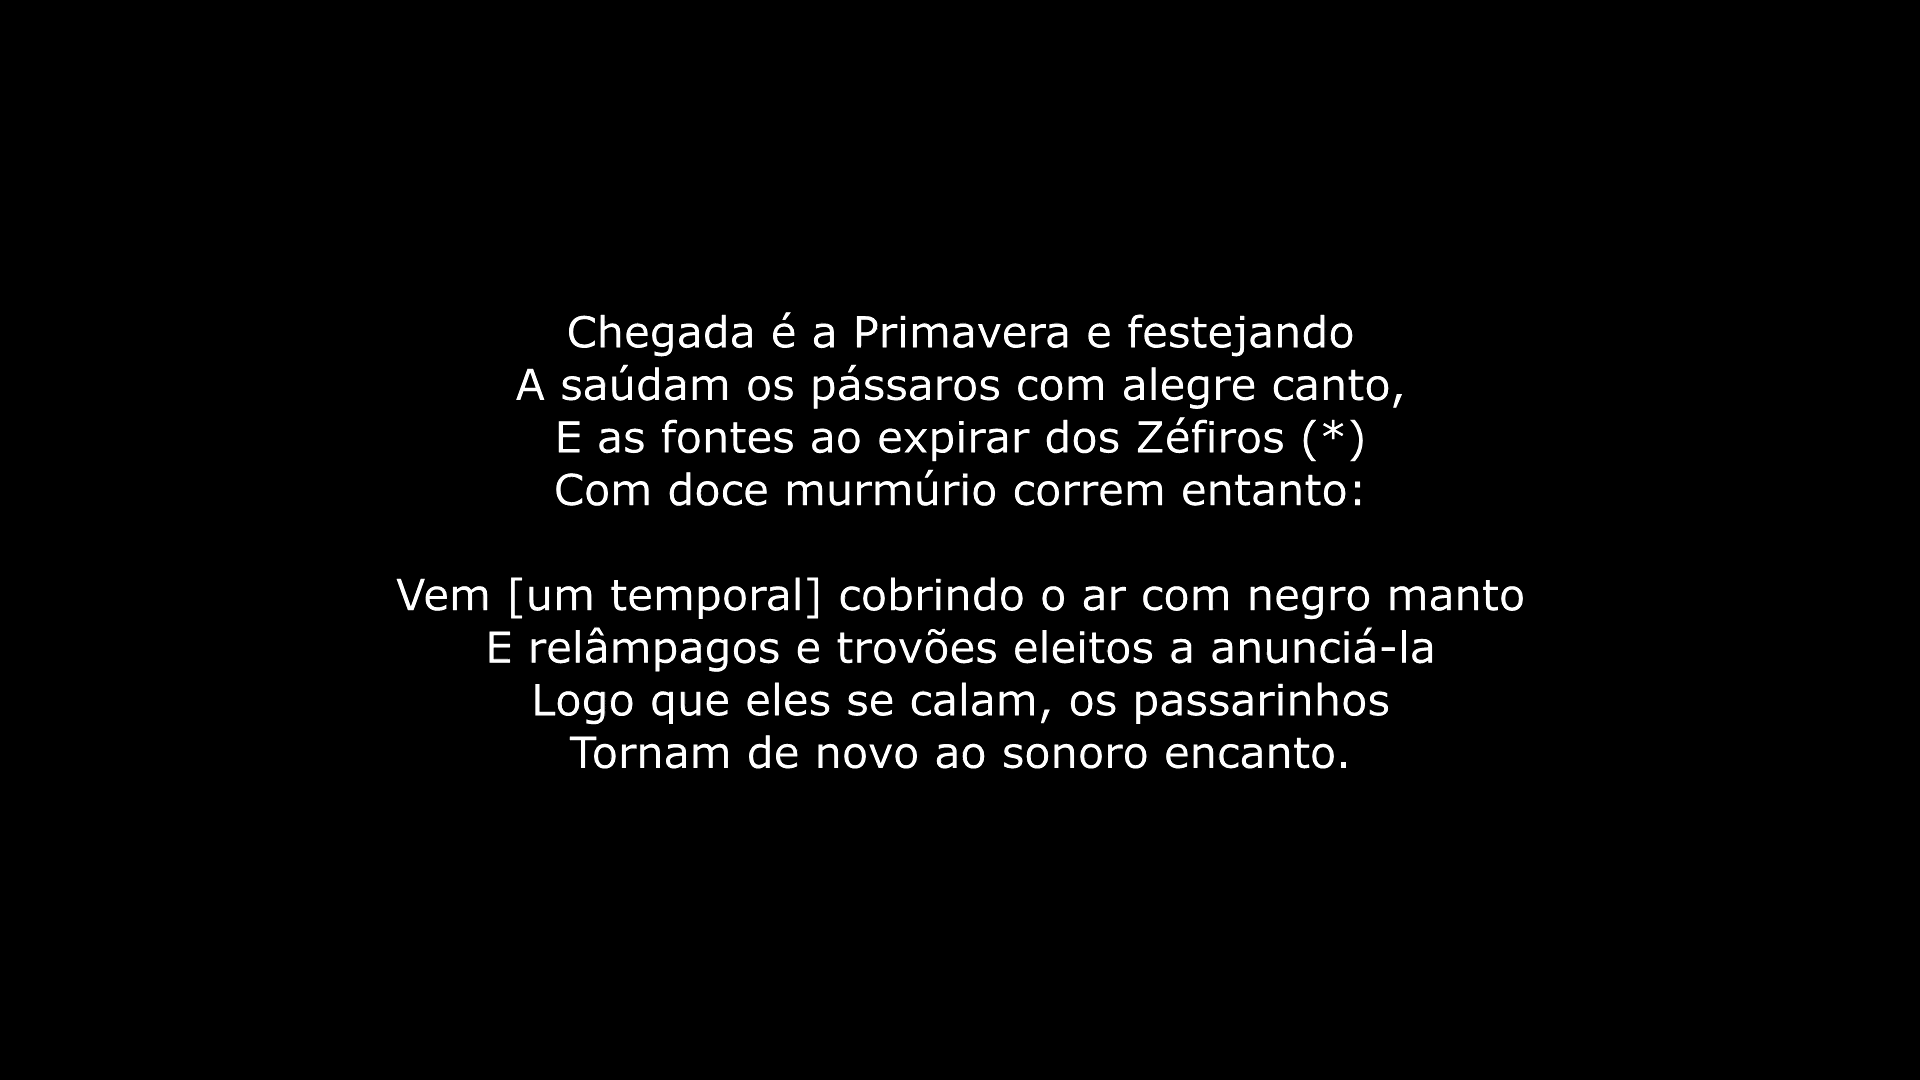 Chegada é a Primavera e festejando
A saúdam os pássaros com alegre canto,
E as fontes ao expirar dos Zéfiros (*)
Com doce murmúrio correm entanto:

Vem [um temporal] cobrindo o ar com negro manto
E relâmpagos e trovões eleitos a anunciá-la
Logo que eles se calam, os passarinhos
Tornam de novo ao sonoro encanto.